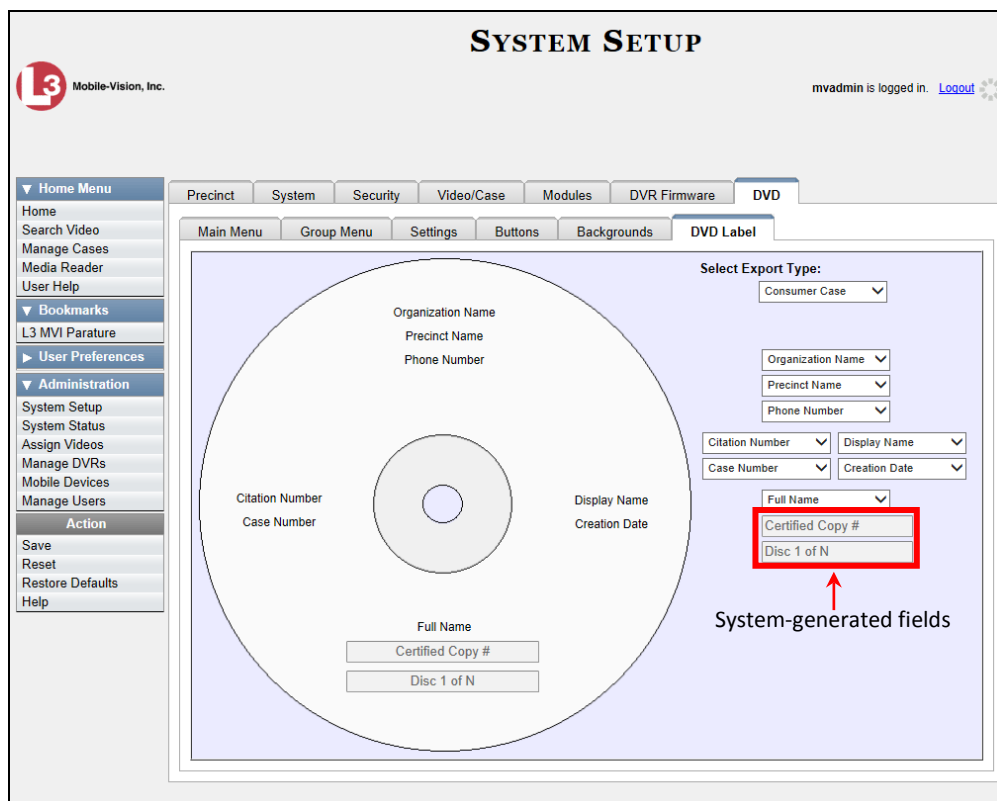 SYSTEM SETUP
L3 Mobile-Vision, Inc.
mvadmin is logged in. Logout
▼ Home Menu
Home
Search Video
Manage Cases
Media Reader
User Help
▼ Bookmarks
L3 MVI Parature
▶ User Preferences
▼ Administration
System Setup
System Status
Assign Videos
Manage DVRs
Mobile Devices
Manage Users
Action
Save
Reset
Restore Defaults
Help
Precinct System Security Video/Case Modules DVR Firmware DVD
Main Menu Group Menu Settings Buttons Backgrounds DVD Label
Organization Name
Precinct Name
Phone Number
Citation Number
Case Number
Display Name
Creation Date
Full Name
Certified Copy #
Disc 1 of N
Select Export Type:
Consumer Case
Organization Name
Precinct Name
Phone Number
Citation Number Display Name
Case Number Creation Date
Full Name
Certified Copy #
Disc 1 of N
System-generated fields